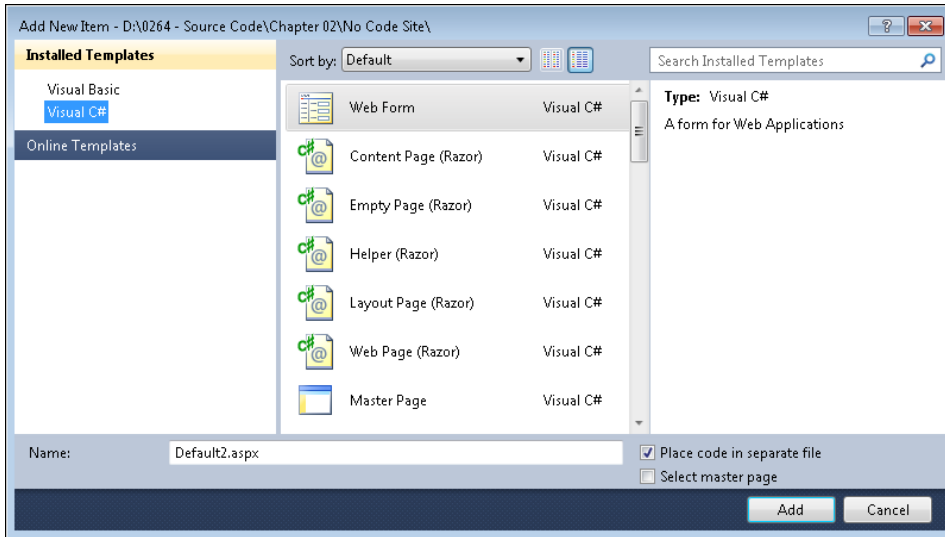 Add New Item - D:\0264 - Source Code\Chapter 02\No Code Site\
Installed Templates
Visual Basic
Visual C#
Online Templates
Sort by: Default
Search Installed Templates
Web Form Visual C#
Content Page (Razor) Visual C#
Empty Page (Razor) Visual C#
Helper (Razor) Visual C#
Layout Page (Razor) Visual C#
Web Page (Razor) Visual C#
Master Page Visual C#
Type: Visual C#
A form for Web Applications
Name: Default2.aspx
Place code in separate file
Select master page
Add Cancel